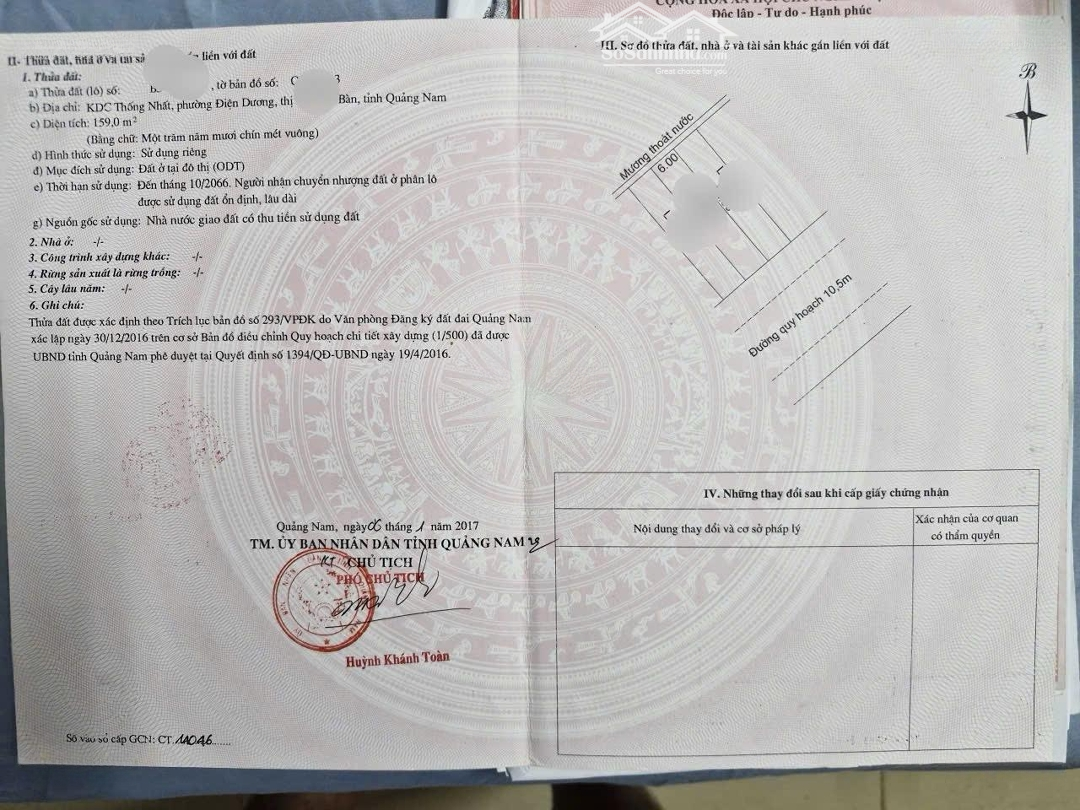 II- Thửa đất, nhà ở và tài sả liền với đất
1. Thửa đất:
a) Thửa đất (lô) số: , tờ bản đồ số: 3
b) Địa chỉ: KDC Thống Nhất, phường Điện Dương, thị Bàn, tỉnh Quảng Nam
c) Diện tích: 159,0 m²
(Bằng chữ: Một trăm năm mươi chín mét vuông)
d) Hình thức sử dụng: Sử dụng riêng
đ) Mục đích sử dụng: Đất ở tại đô thị (ODT)
e) Thời hạn sử dụng: Đến tháng 10/2066. Người nhận chuyển nhượng đất ở phân lô
được sử dụng đất ổn định, lâu dài
g) Nguồn gốc sử dụng: Nhà nước giao đất có thu tiền sử dụng đất
2. Nhà ở: -/-
3. Công trình xây dựng khác: -/-
4. Rừng sản xuất là rừng trồng: -/-
5. Cây lâu năm: -/-
6. Ghi chú:
Thửa đất được xác định theo Trích lục bản đồ số 293/VPĐK do Văn phòng Đăng ký đất đai Quảng Nam
xác lập ngày 30/12/2016 trên cơ sở Bản đồ điều chỉnh Quy hoạch chi tiết xây dựng (1/500) đã được
UBND tỉnh Quảng Nam phê duyệt tại Quyết định số 1394/QĐ-UBND ngày 19/4/2016.
Quảng Nam, ngày 06 tháng 1 năm 2017
TM. ỦY BAN NHÂN DÂN TỈNH QUẢNG NAM
KT CHỦ TỊCH
PHÓ CHỦ TỊCH
Huỳnh Khánh Toàn
Số vào sổ cấp GCN: CT.11046
Độc lập - Tự do - Hạnh phúc
III. Sơ đồ thửa đất, nhà ở và tài sản khác gắn liền với đất
Great choice for you
B
Mương thoát nước
6.00
Đường quy hoạch 10.5m
IV. Những thay đổi sau khi cấp giấy chứng nhận
Nội dung thay đổi và cơ sở pháp lý
Xác nhận của cơ quan
có thẩm quyền